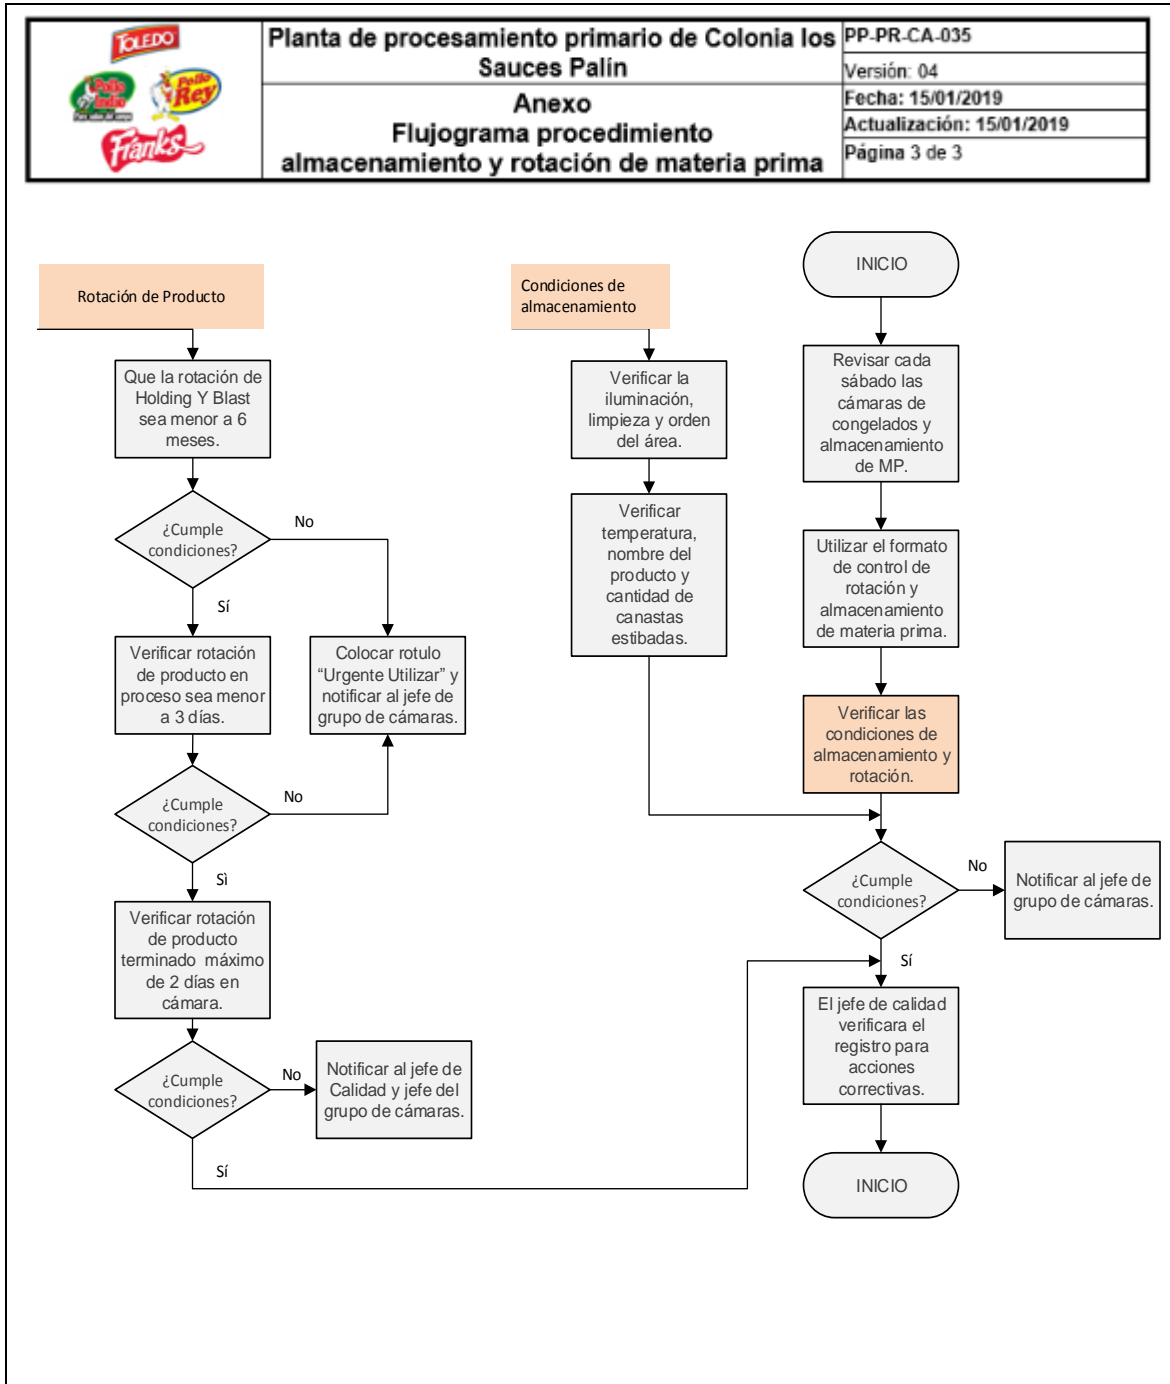 TOLEDO
Pollo
Indio
Pollo
Rey
Franks
Planta de procesamiento primario de Colonia los
Sauces Palín
Anexo
Flujograma procedimiento
almacenamiento y rotación de materia prima
PP-PR-CA-035
Versión: 04
Fecha: 15/01/2019
Actualización: 15/01/2019
Página 3 de 3
Rotación de Producto
Que la rotación de
Holding Y Blast
sea menor a 6
meses.
¿Cumple
condiciones?
No
Sí
Verificar rotación
de producto en
proceso sea menor
a 3 días.
Colocar rotulo
“Urgente Utilizar” y
notificar al jefe de
grupo de cámaras.
¿Cumple
condiciones?
No
Sì
Verificar rotación
de producto
terminado máximo
de 2 días en
cámara.
¿Cumple
condiciones?
No
Notificar al jefe de
Calidad y jefe del
grupo de cámaras.
Sí
Condiciones de
almacenamiento
Verificar la
iluminación,
limpieza y orden
del área.
Verificar
temperatura,
nombre del
producto y
cantidad de
canastas
estibadas.
INICIO
Revisar cada
sábado las
cámaras de
congelados y
almacenamiento
de MP.
Utilizar el formato
de control de
rotación y
almacenamiento
de materia prima.
Verificar las
condiciones de
almacenamiento y
rotación.
¿Cumple
condiciones?
No
Notificar al jefe de
grupo de cámaras.
Sí
El jefe de calidad
verificara el
registro para
acciones
correctivas.
INICIO